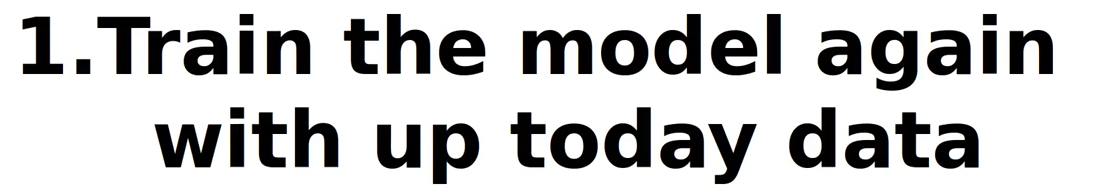 1.Train the model again
with up today data